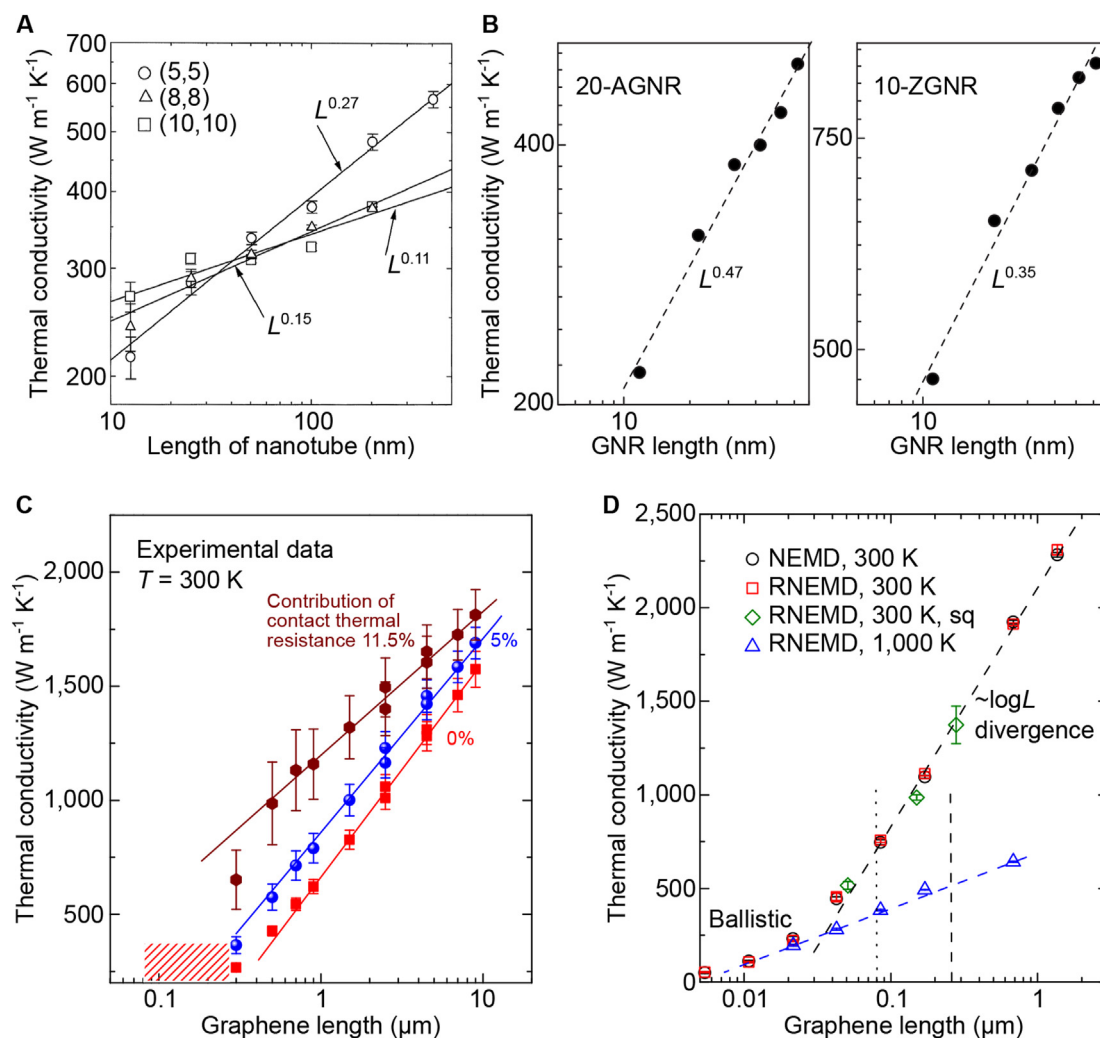 A
Thermal conductivity (W m⁻¹ K⁻¹)
700
600
500
400
300
200
(5,5)
(8,8)
(10,10)
L^0.27
L^0.11
L^0.15
10
100
Length of nanotube (nm)
B
Thermal conductivity (W m⁻¹ K⁻¹)
20-AGNR
400
200
L^0.47
10
GNR length (nm)
10-ZGNR
750
500
L^0.35
10
GNR length (nm)
C
Thermal conductivity (W m⁻¹ K⁻¹)
Experimental data
T = 300 K
2,000
1,500
1,000
500
Contribution of
contact thermal
resistance 11.5%
5%
0%
0.1
1
10
Graphene length (µm)
D
Thermal conductivity (W m⁻¹ K⁻¹)
2,500
2,000
1,500
1,000
500
0
NEMD, 300 K
RNEMD, 300 K
RNEMD, 300 K, sq
RNEMD, 1,000 K
~logL
divergence
Ballistic
0.01
0.1
1
Graphene length (µm)